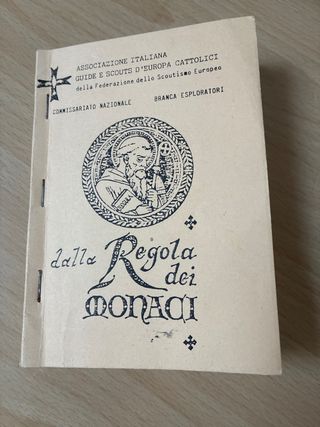 ASSOCIAZIONE ITALIANA
GUIDE E SCOUTS D'EUROPA CATTOLICI
della Federazione dello Scoutismo Europeo
COMMISSARIATO NAZIONALE BRANCA ESPLORATORI
dalla Regola
dei
MONACI